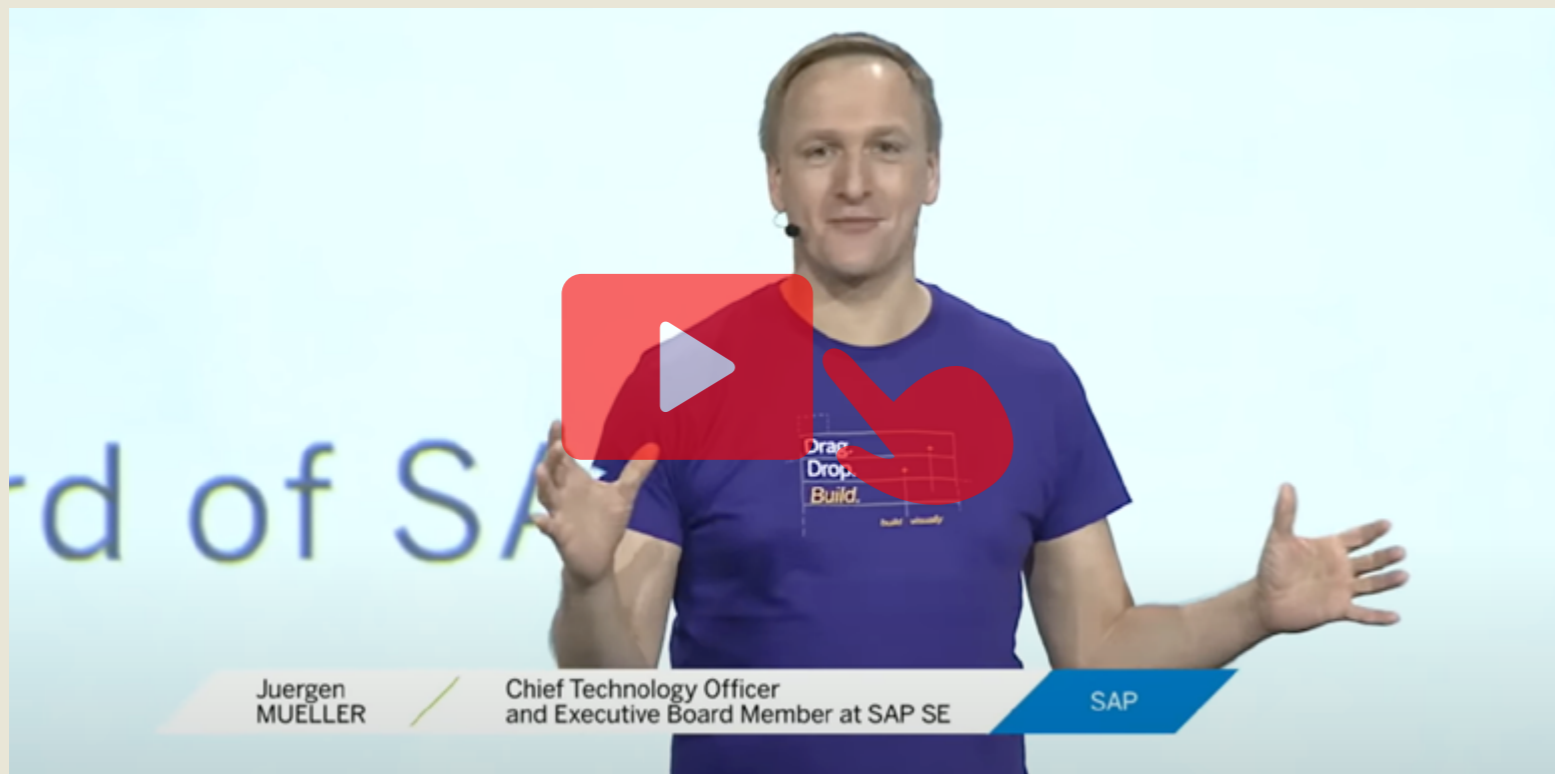 rd of SA
Drag.
Drop.
Build.
build visually
Juergen
MUELLER
Chief Technology Officer
and Executive Board Member at SAP SE
SAP